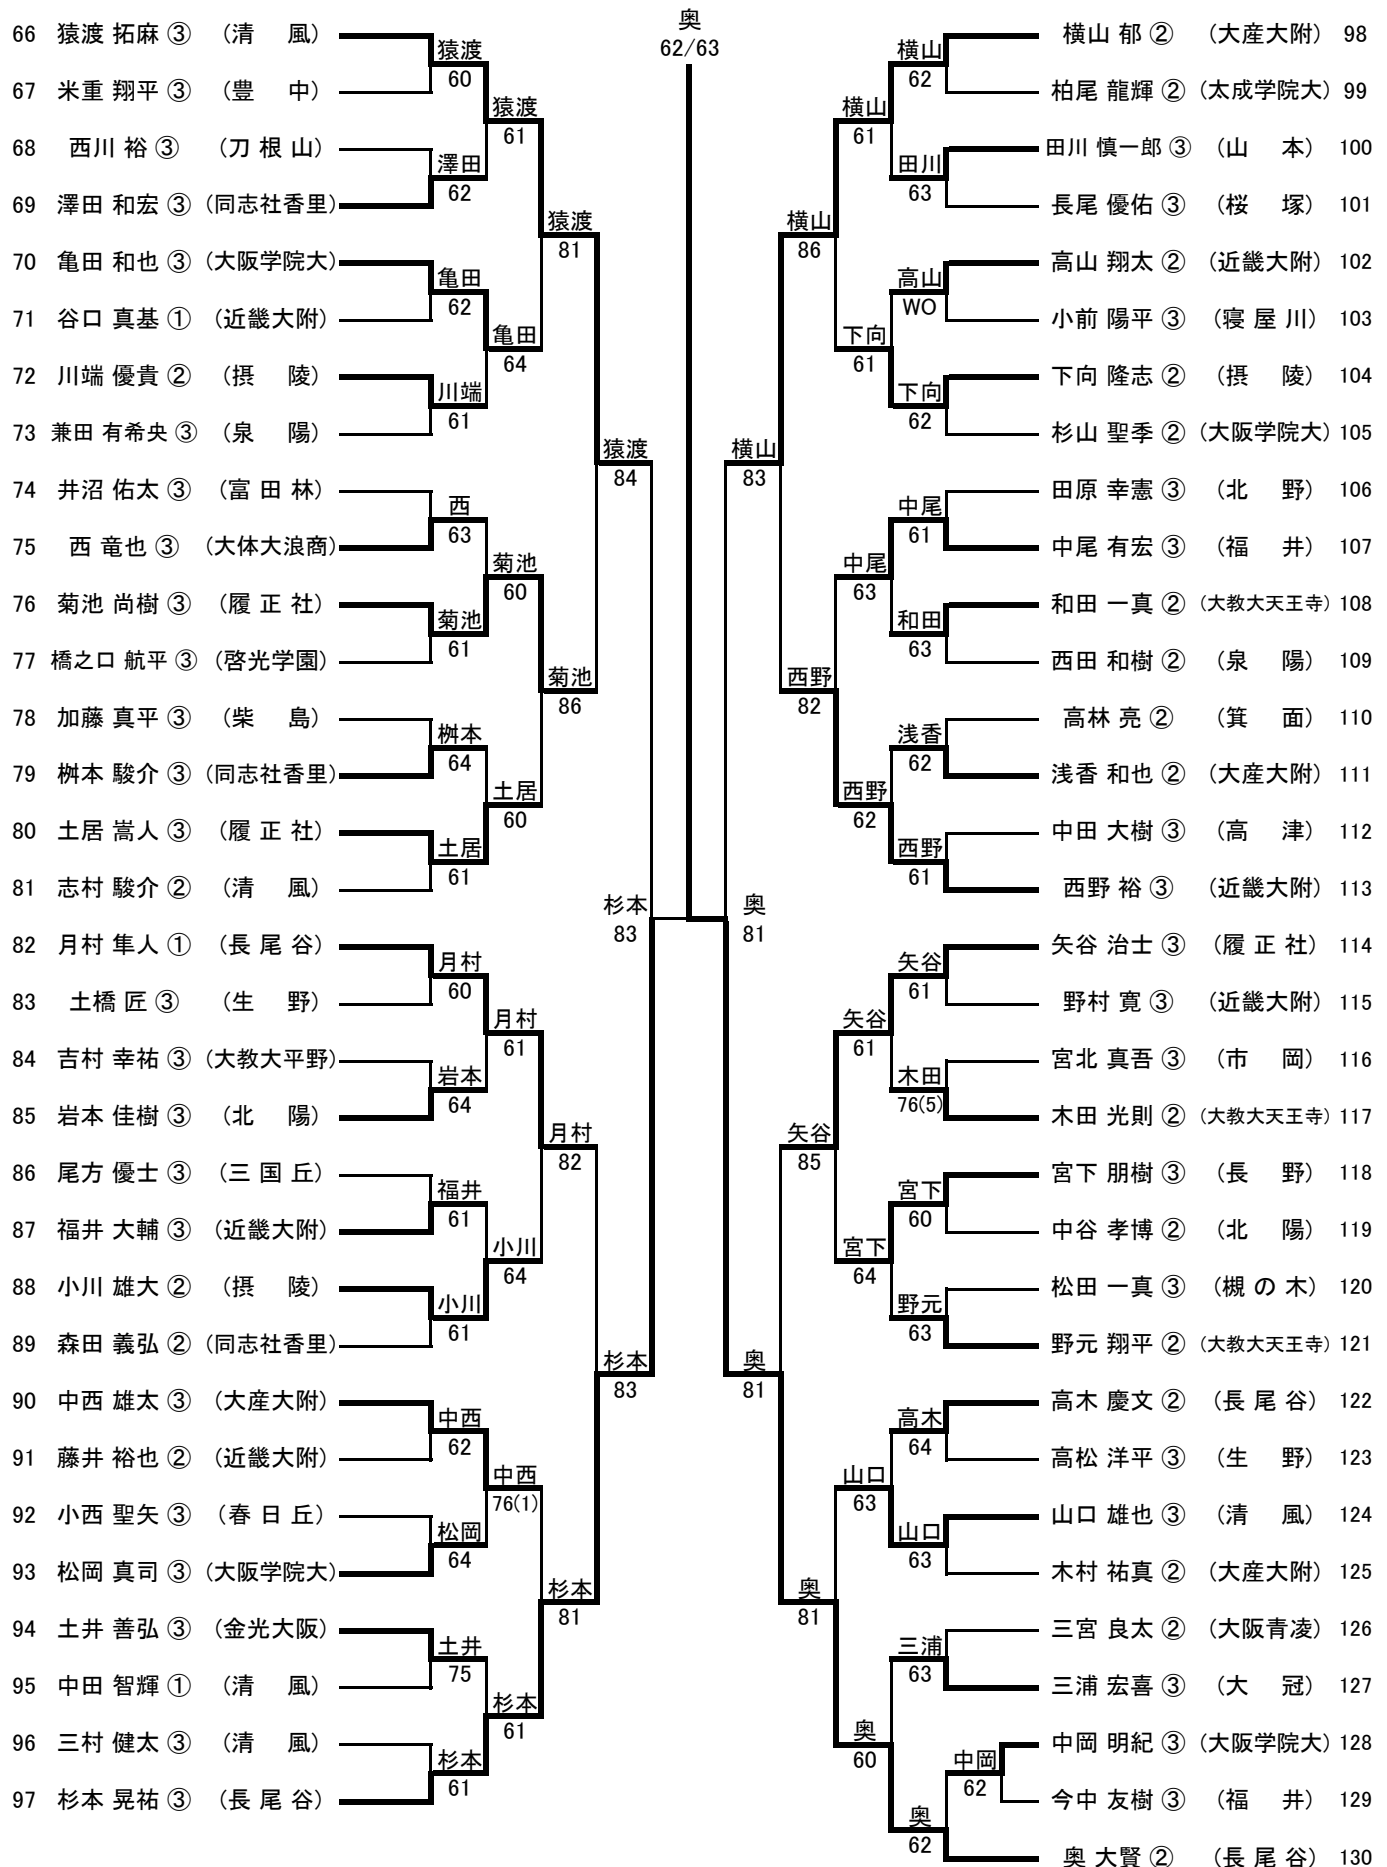 奥
62/63
66 猿渡 拓麻 ③ (清 風)
67 米重 翔平 ③ (豊 中)
68 西川 裕 ③ (刀 根 山)
69 澤田 和宏 ③ (同志社香里)
70 亀田 和也 ③ (大阪学院大)
71 谷口 真基 ① (近畿大附)
72 川端 優貴 ② (摂 陵)
73 兼田 有希央 ③ (泉 陽)
74 井沼 佑太 ③ (富 田 林)
75 西 竜也 ③ (大体大浪商)
76 菊池 尚樹 ③ (履 正 社)
77 橋之口 航平 ③ (啓光学園)
78 加藤 真平 ③ (柴 島)
79 桝本 駿介 ③ (同志社香里)
80 土居 嵩人 ③ (履 正 社)
81 志村 駿介 ② (清 風)
82 月村 隼人 ① (長 尾 谷)
83 土橋 匠 ③ (生 野)
84 吉村 幸祐 ③ (大教大平野)
85 岩本 佳樹 ③ (北 陽)
86 尾方 優士 ③ (三 国 丘)
87 福井 大輔 ③ (近畿大附)
88 小川 雄大 ② (摂 陵)
89 森田 義弘 ② (同志社香里)
90 中西 雄太 ③ (大産大附)
91 藤井 裕也 ② (近畿大附)
92 小西 聖矢 ③ (春 日 丘)
93 松岡 真司 ③ (大阪学院大)
94 土井 善弘 ③ (金光大阪)
95 中田 智輝 ① (清 風)
96 三村 健太 ③ (清 風)
97 杉本 晃祐 ③ (長 尾 谷)
猿渡
60
澤田
62
亀田
62
川端
61
西
63
菊池
61
桝本
64
土居
61
月村
60
岩本
64
福井
61
小川
61
中西
62
松岡
64
土井
75
杉本
61
猿渡
61
亀田
64
菊池
60
土居
60
月村
61
小川
64
中西
76(1)
杉本
61
猿渡
81
菊池
86
月村
82
杉本
81
猿渡
84
杉本
83
杉本
83
奥
81
横山
83
奥
81
横山
86
西野
82
矢谷
85
奥
81
横山
61
下向
61
中尾
63
西野
62
矢谷
61
宮下
64
山口
63
奥
60
横山
62
田川
63
高山
WO
下向
62
中尾
61
和田
63
浅香
62
西野
61
矢谷
61
木田
76(5)
宮下
60
野元
63
高木
64
山口
63
三浦
63
奥
62
中岡
62
横山 郁 ② (大産大附) 98
柏尾 龍輝 ② (太成学院大) 99
田川 慎一郎 ③ (山 本) 100
長尾 優佑 ③ (桜 塚) 101
高山 翔太 ② (近畿大附) 102
小前 陽平 ③ (寝 屋 川) 103
下向 隆志 ② (摂 陵) 104
杉山 聖季 ② (大阪学院大) 105
田原 幸憲 ③ (北 野) 106
中尾 有宏 ③ (福 井) 107
和田 一真 ② (大教大天王寺) 108
西田 和樹 ② (泉 陽) 109
高林 亮 ② (箕 面) 110
浅香 和也 ② (大産大附) 111
中田 大樹 ③ (高 津) 112
西野 裕 ③ (近畿大附) 113
矢谷 治士 ③ (履 正 社) 114
野村 寛 ③ (近畿大附) 115
宮北 真吾 ③ (市 岡) 116
木田 光則 ② (大教大天王寺) 117
宮下 朋樹 ③ (長 野) 118
中谷 孝博 ② (北 陽) 119
松田 一真 ③ (槻 の 木) 120
野元 翔平 ② (大教大天王寺) 121
高木 慶文 ② (長 尾 谷) 122
高松 洋平 ③ (生 野) 123
山口 雄也 ③ (清 風) 124
木村 祐真 ② (大産大附) 125
三宮 良太 ② (大阪青凌) 126
三浦 宏喜 ③ (大 冠) 127
中岡 明紀 ③ (大阪学院大) 128
今中 友樹 ③ (福 井) 129
奥 大賢 ② (長 尾 谷) 130